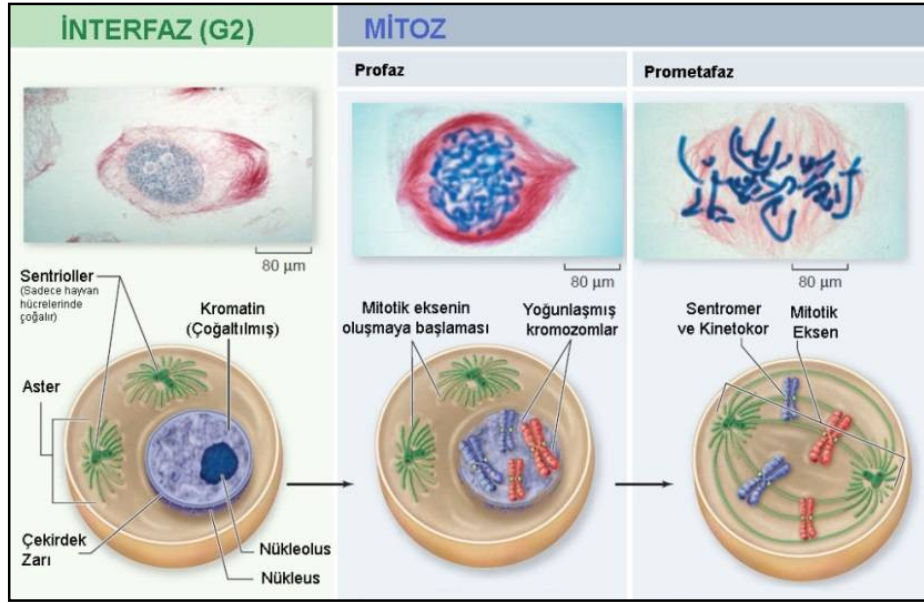 İNTERFAZ (G2)
MİTOZ
Profaz
Prometafaz
80 µm
80 µm
80 µm
Sentrioller
(Sadece hayvan
hücrelerinde
çoğalır)
Kromatin
(Çoğaltılmış)
Aster
Çekirdek
Zarı
Nükleolus
Nükleus
Mitotik eksenin
oluşmaya başlaması
Yoğunlaşmış
kromozomlar
Sentromer
ve Kinetokor
Mitotik
Eksen